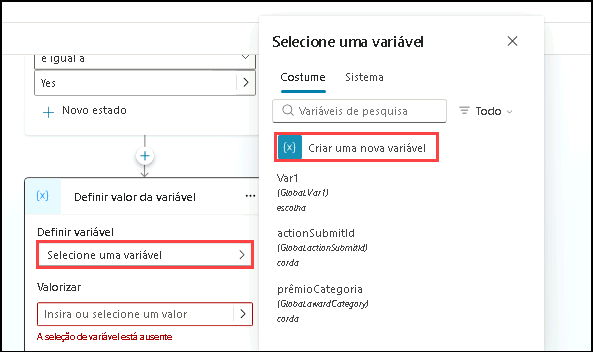 é igual a
Yes
Novo estado
Definir valor da variável
Definir variável
Selecione uma variável
Valorizar
Insira ou selecione um valor
A seleção de variável está ausente
Selecione uma variável
Costume
Sistema
Variáveis de pesquisa
Todo
{x} Criar uma nova variável
Var1
(Global.Var1)
escolha
actionSubmitId
(Global.actionSubmitId)
corda
prêmioCategoria
(Global.awardCategory)
corda